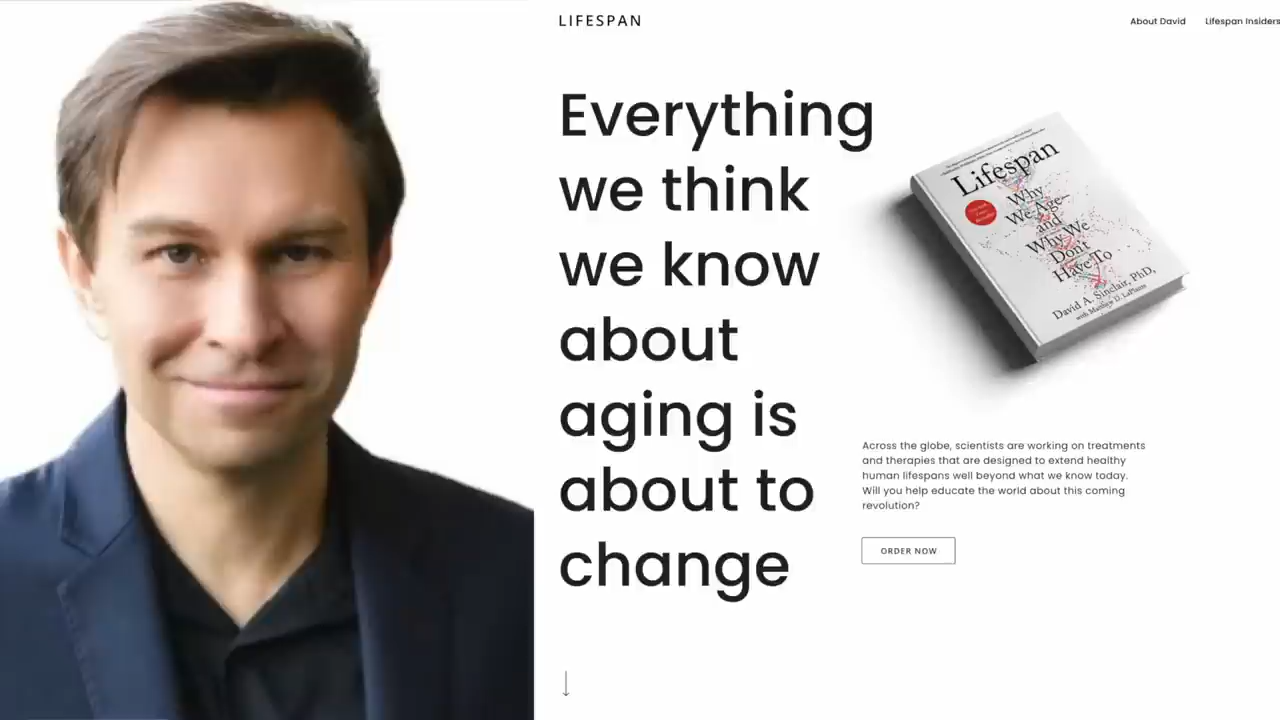 LIFESPAN
About David
Lifespan Insiders
Everything
we think
we know
about
aging is
about to
change
Lifespan
Why
We Age—
and
Why We
Don't
Have To
David A. Sinclair, PhD,
with Matthew D. LaPlante
Across the globe, scientists are working on treatments
and therapies that are designed to extend healthy
human lifespans well beyond what we know today.
Will you help educate the world about this coming
revolution?
ORDER NOW